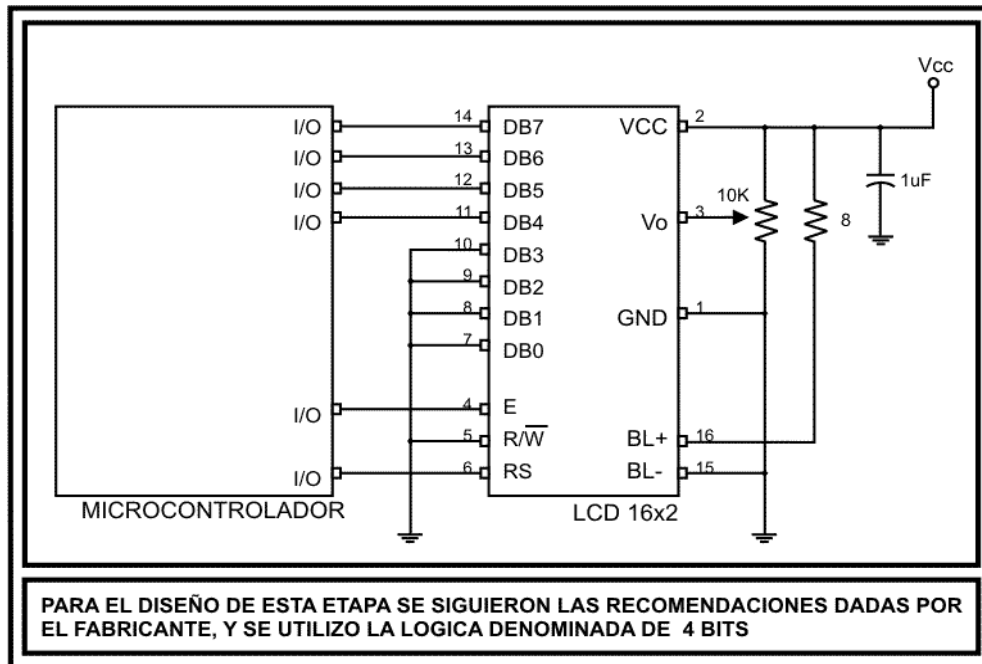 Vcc
I/O 14 DB7 VCC 2
I/O 13 DB6
I/O 12 DB5
I/O 11 DB4
10K
Vo 3
8
1uF
10 DB3
9 DB2
8 DB1
GND 1
7 DB0
I/O 4 E
5 R/W
BL+ 16
I/O 6 RS
BL- 15
MICROCONTROLADOR
LCD 16x2
PARA EL DISEÑO DE ESTA ETAPA SE SIGUIERON LAS RECOMENDACIONES DADAS POR
EL FABRICANTE, Y SE UTILIZO LA LOGICA DENOMINADA DE 4 BITS